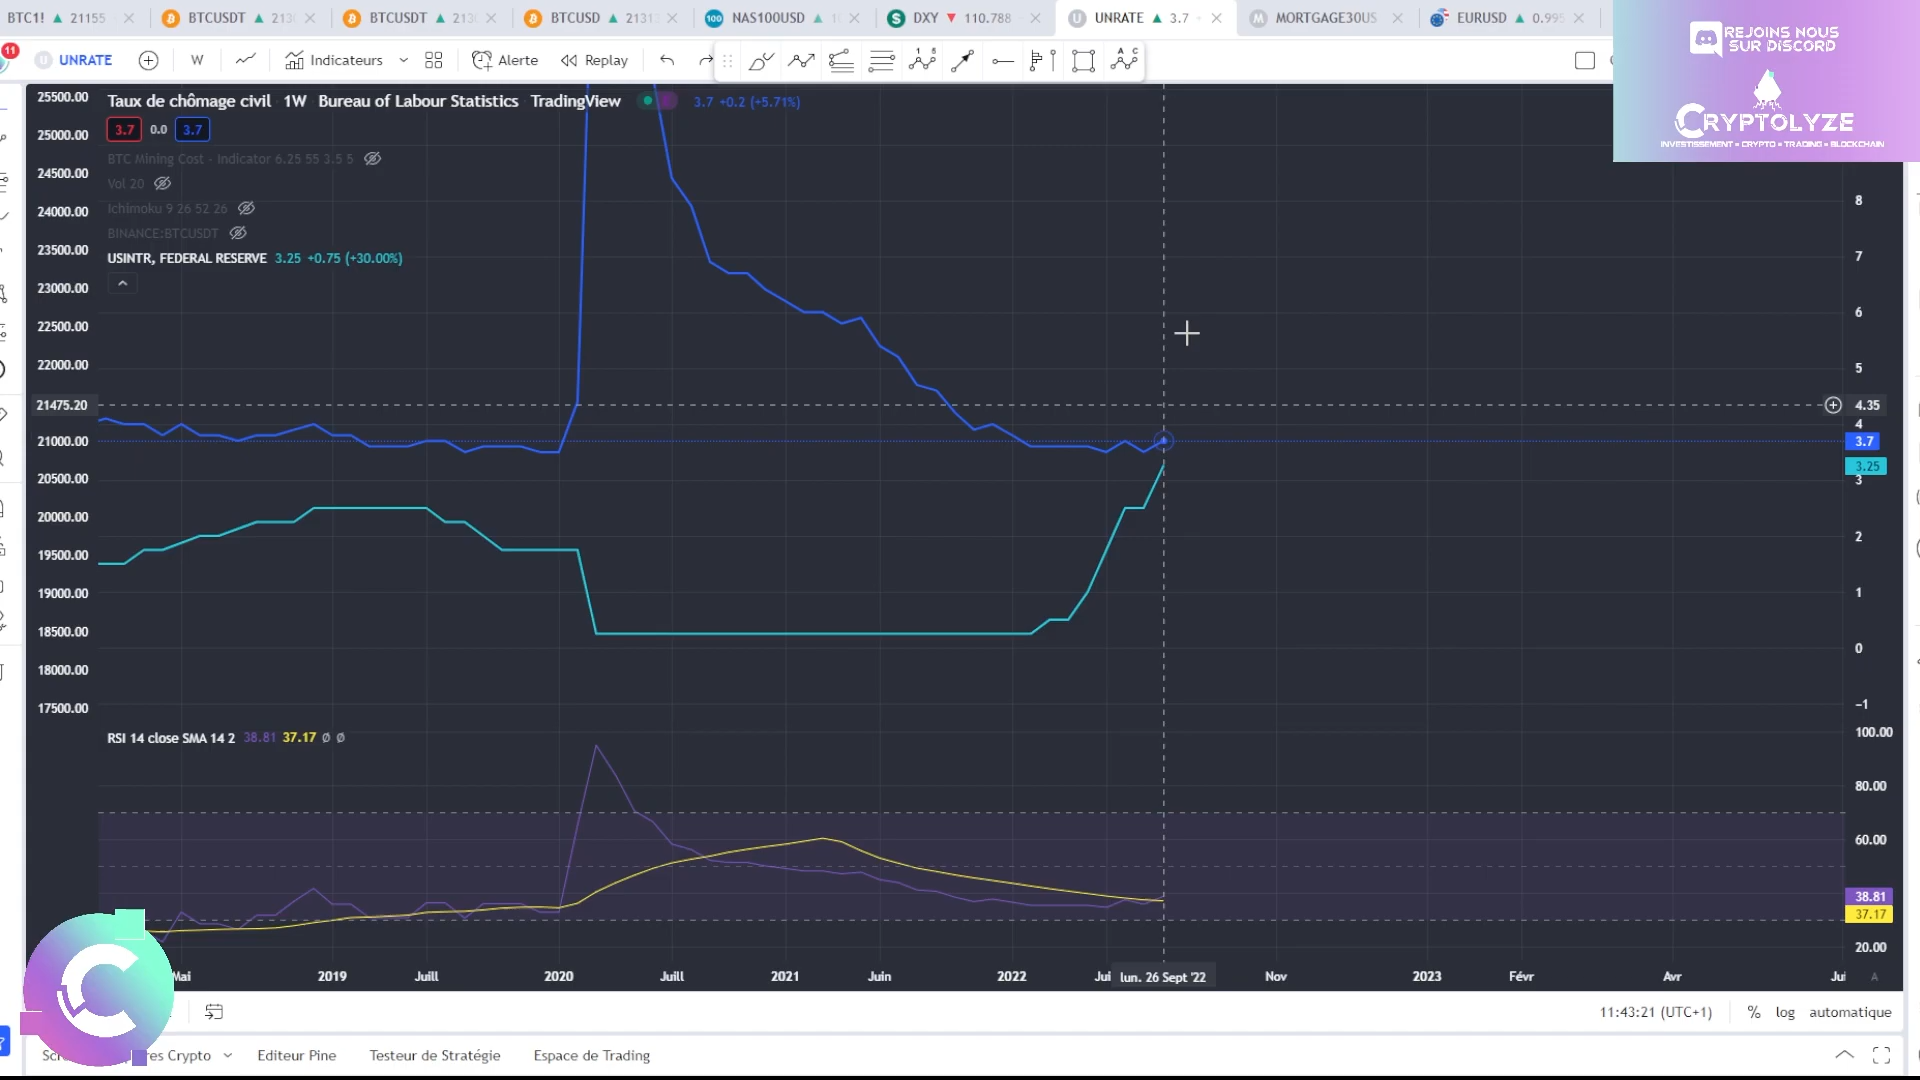 BTC1! 21155
BTCUSDT
BTCUSDT
BTCUSD
NAS100USD
DXY 110.788
UNRATE 3.7
MORTGAGE30US
EURUSD 0.995
11
UNRATE
W
Indicateurs
Alerte
Replay
REJOINS NOUS
SUR DISCORD
CRYPTOLYZE
INVESTISSEMENT • CRYPTO • TRADING • BLOCKCHAIN
Taux de chômage civil 1W Bureau of Labour Statistics TradingView 3.7 +0.2 (+5.71%)
3.7 0.0 3.7
BTC Mining Cost - Indicator 6.25 55 3.5 5
Vol 20
Ichimoku 9 26 52 26
BINANCE:BTCUSDT
USINTR, FEDERAL RESERVE 3.25 +0.75 (+30.00%)
25500.00
25000.00
24500.00
24000.00
23500.00
23000.00
22500.00
22000.00
21475.20
21000.00
20500.00
20000.00
19500.00
19000.00
18500.00
18000.00
17500.00
8
7
6
5
4.35
4
3.7
3.25
3
2
1
0
-1
RSI 14 close SMA 14 2 38.81 37.17 Ø Ø
100.00
80.00
60.00
38.81
37.17
20.00
Mai 2019 Juill 2020 Juill 2021 Juin 2022 Jui lun. 26 Sept '22 Nov 2023 Févr Avr Jui A
11:43:21 (UTC+1) % log automatique
res Crypto Editeur Pine Testeur de Stratégie Espace de Trading